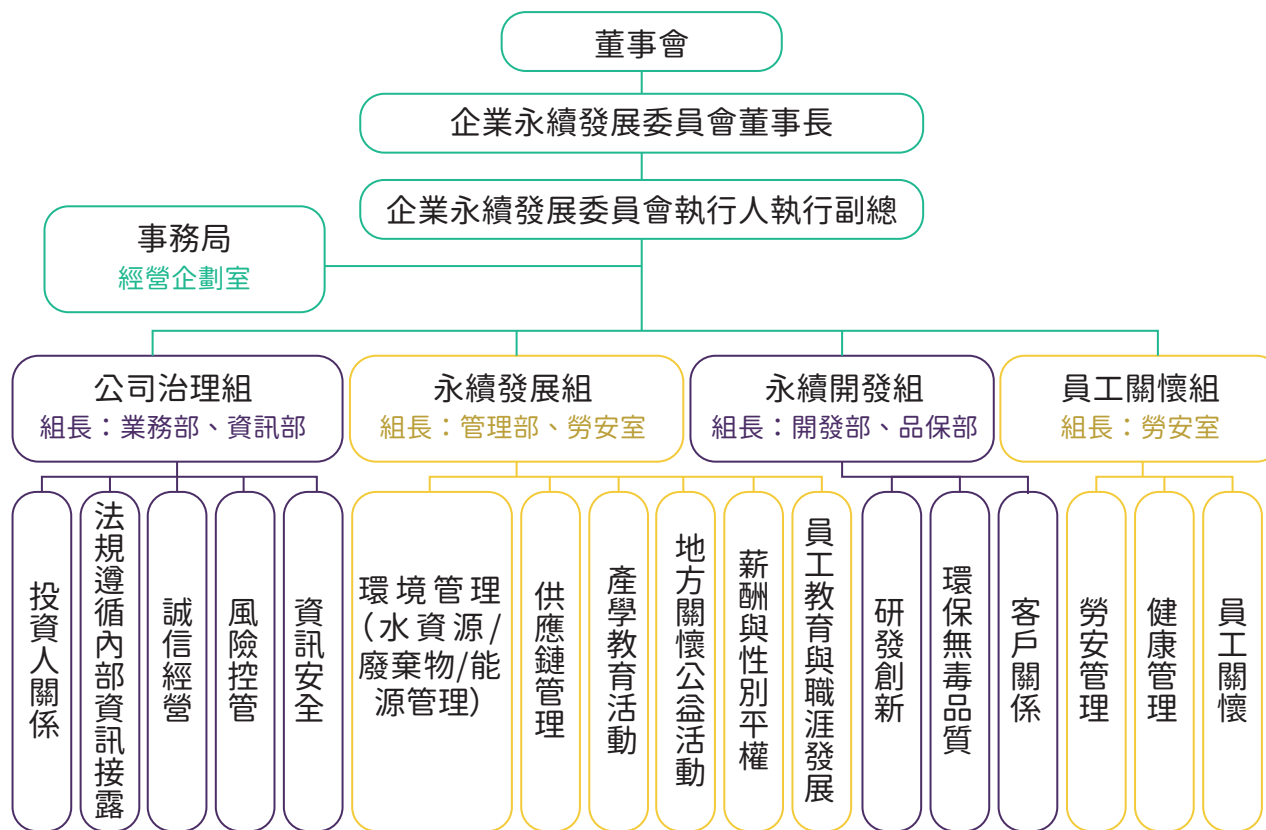 董事會
企業永續發展委員會董事長
企業永續發展委員會執行人執行副總
事務局
經營企劃室
公司治理組
組長：業務部、資訊部
永續發展組
組長：管理部、勞安室
永續開發組
組長：開發部、品保部
員工關懷組
組長：勞安室
投資人關係
法規遵循內部資訊接露
誠信經營
風險控管
資訊安全
環境管理
（水資源/
廢棄物/能
源管理）
供應鏈管理
產學教育活動
地方關懷公益活動
薪酬與性別平權
員工教育與職涯發展
研發創新
環保無毒品質
客戶關係
勞安管理
健康管理
員工關懷